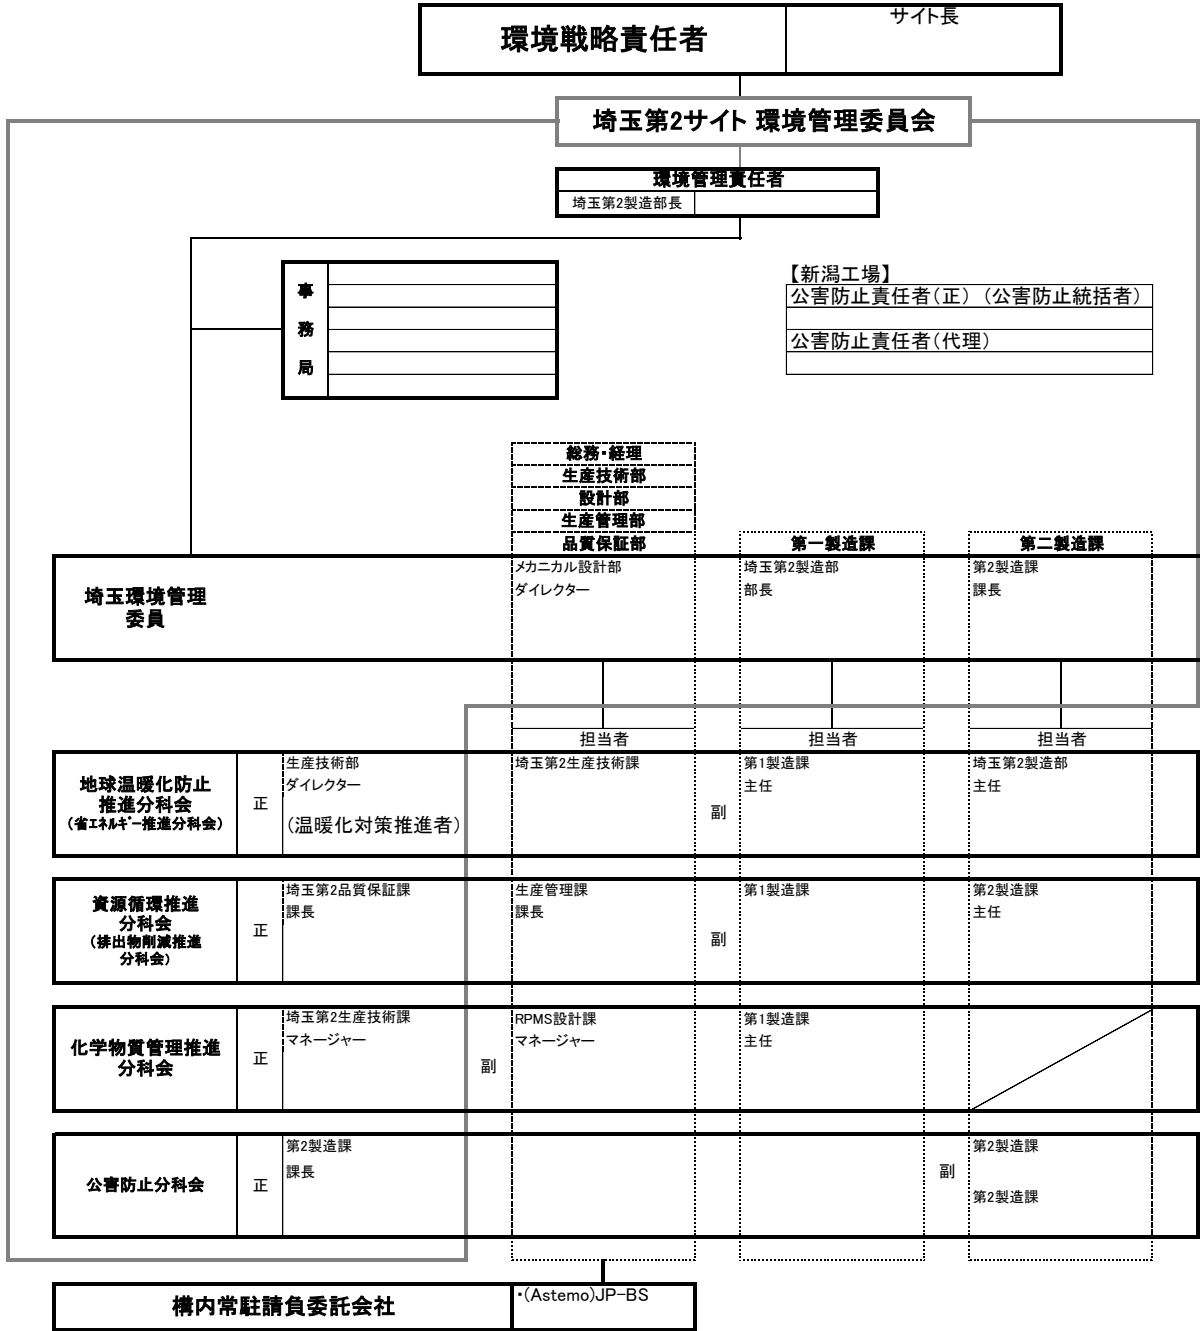 環境戦略責任者
サイト長
埼玉第2サイト 環境管理委員会
環境管理責任者
埼玉第2製造部長
事
務
局
【新潟工場】
公害防止責任者(正) (公害防止統括者)
公害防止責任者(代理)
総務・経理
生産技術部
設計部
生産管理部
品質保証部
第一製造課
第二製造課
埼玉環境管理
委員
メカニカル設計部
ダイレクター
埼玉第2製造部
部長
第2製造課
課長
担当者
担当者
担当者
地球温暖化防止
推進分科会
(省エネルギー推進分科会)
正
生産技術部
ダイレクター
(温暖化対策推進者)
埼玉第2生産技術課
副
第1製造課
主任
埼玉第2製造部
主任
資源循環推進
分科会
(排出物削減推進
分科会)
正
埼玉第2品質保証課
課長
生産管理課
課長
副
第1製造課
第2製造課
主任
化学物質管理推進
分科会
正
埼玉第2生産技術課
マネージャー
副
RPMS設計課
マネージャー
第1製造課
主任
公害防止分科会
正
第2製造課
課長
副
第2製造課
第2製造課
構内常駐請負委託会社
・(Astemo)JP-BS